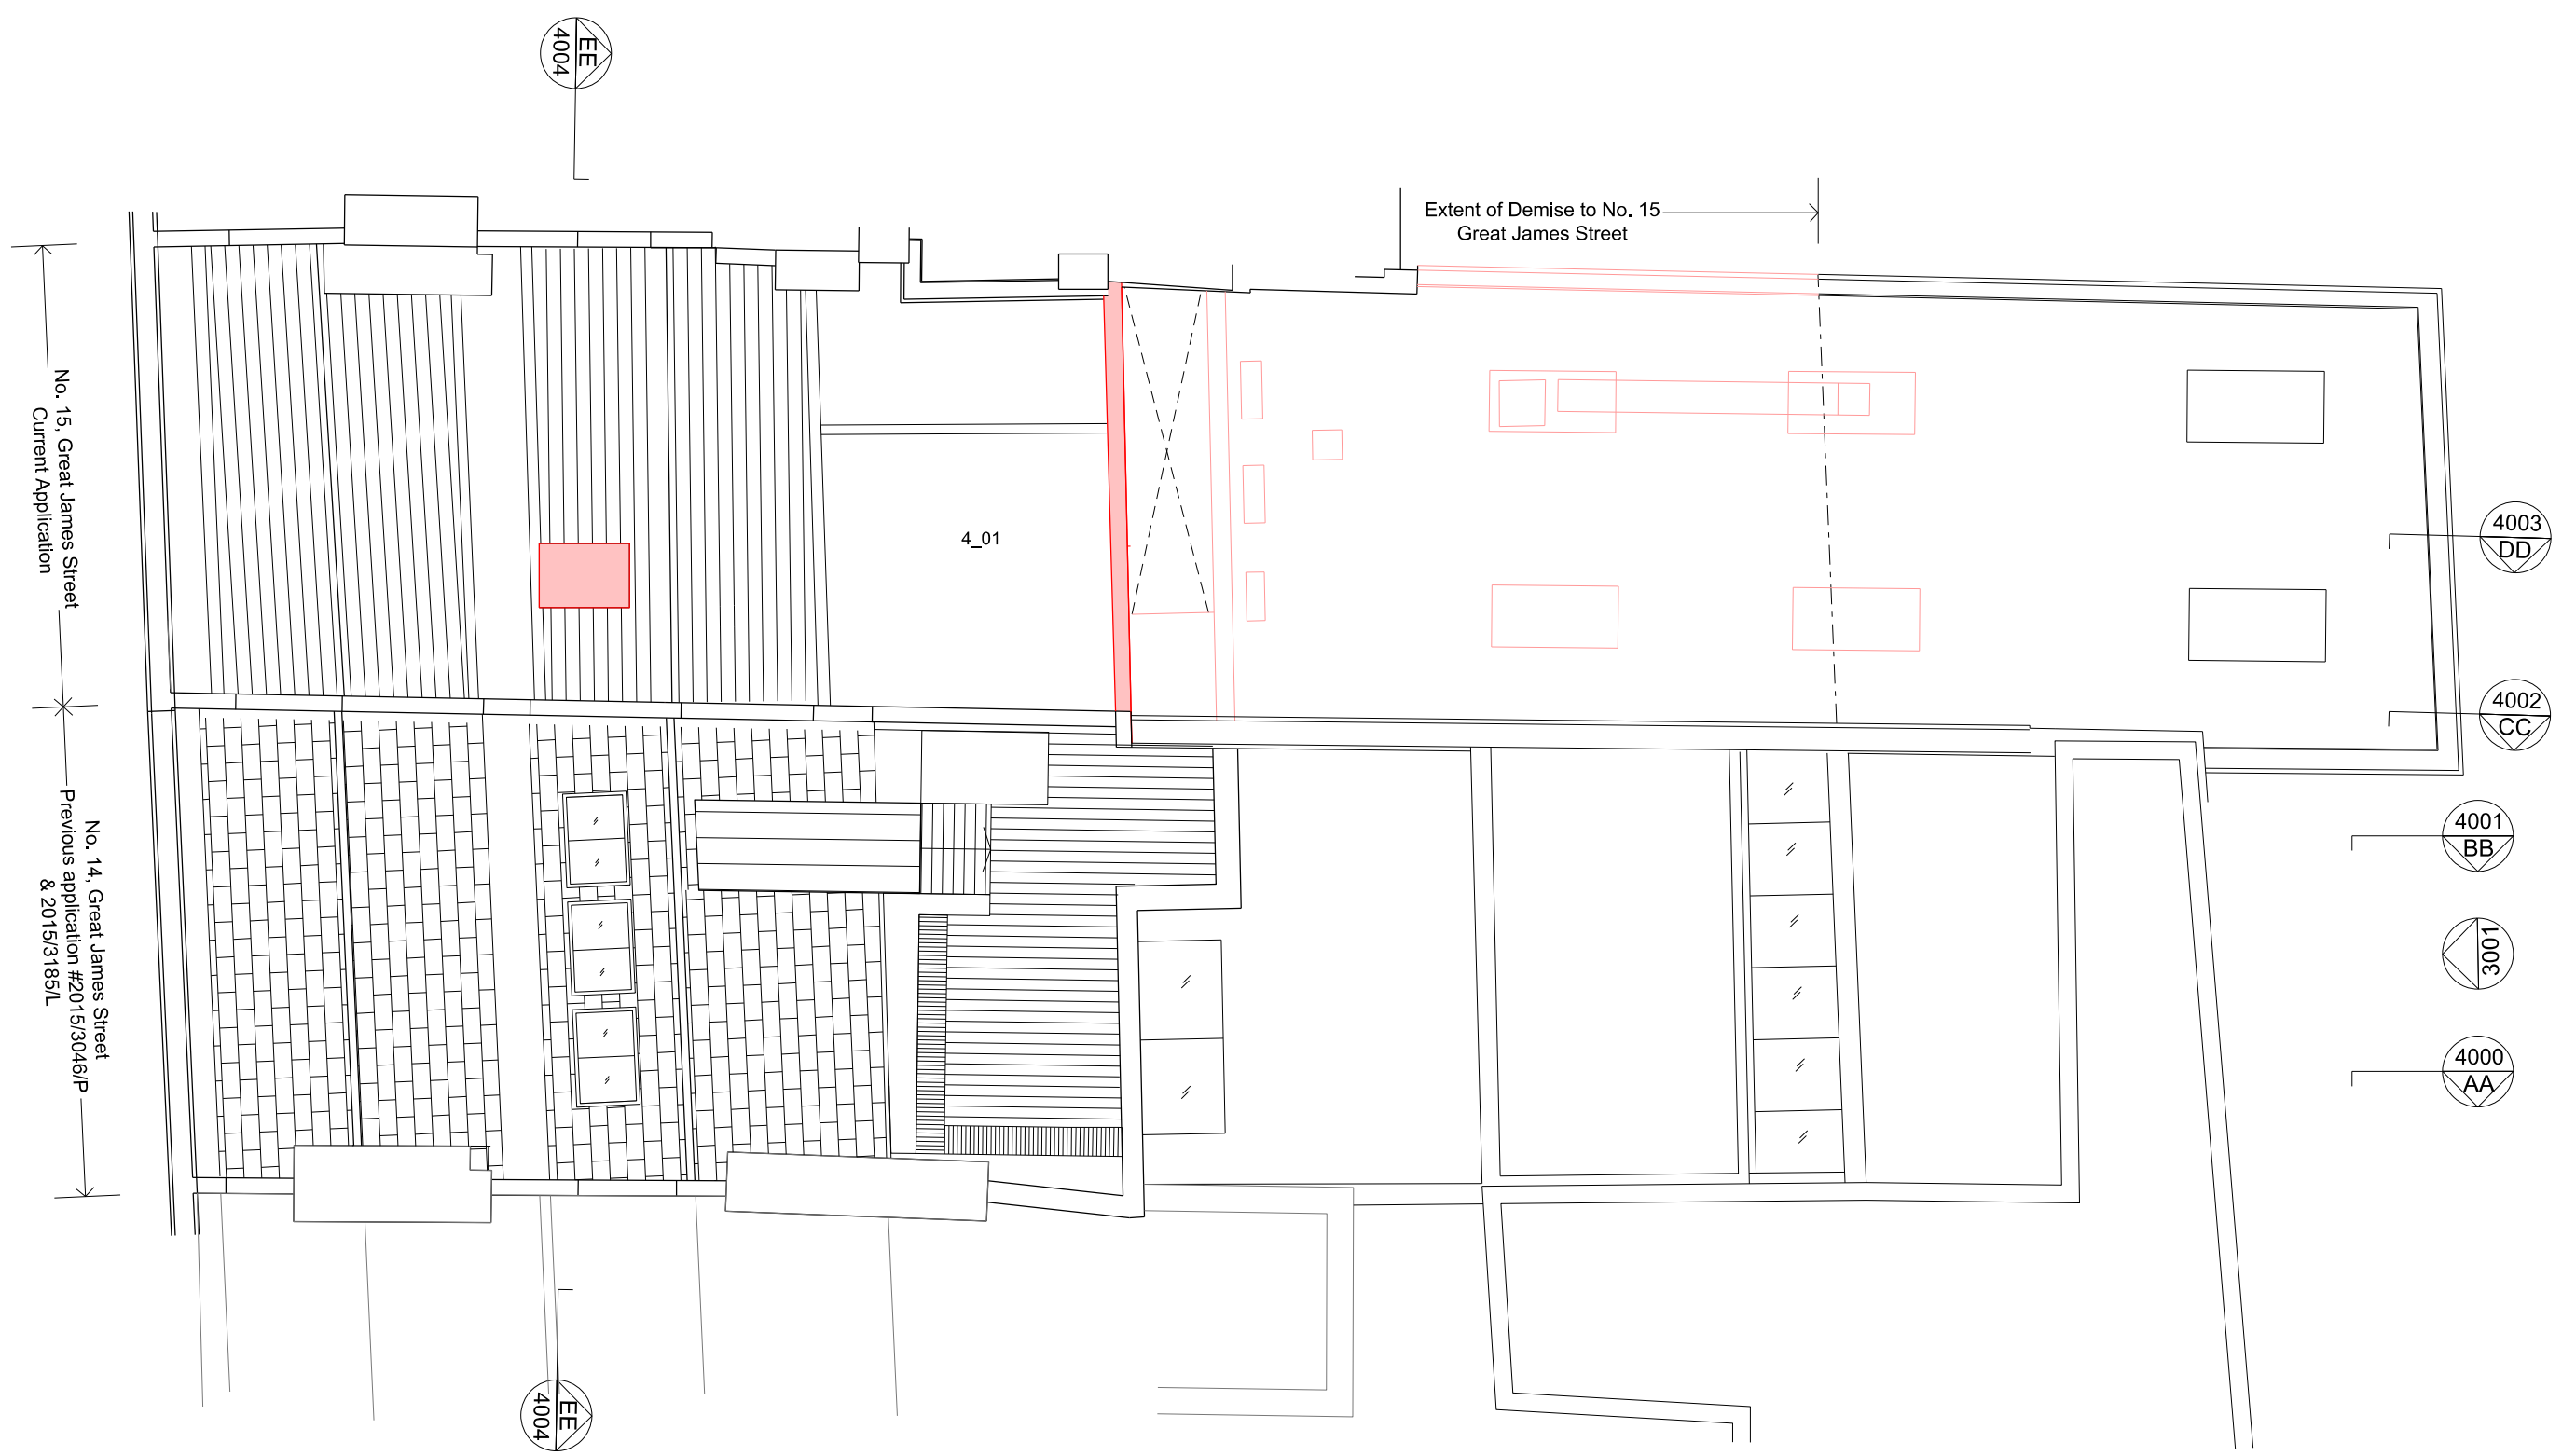 EE
4004
Extent of Demise to No. 15
Great James Street
No. 15, Great James Street
Current Application
4_01
4003
DD
4002
CC
No. 14, Great James Street
Previous application #2015/3046/P
& 2015/3185/L
4001
BB
3001
4000
AA
EE
4004